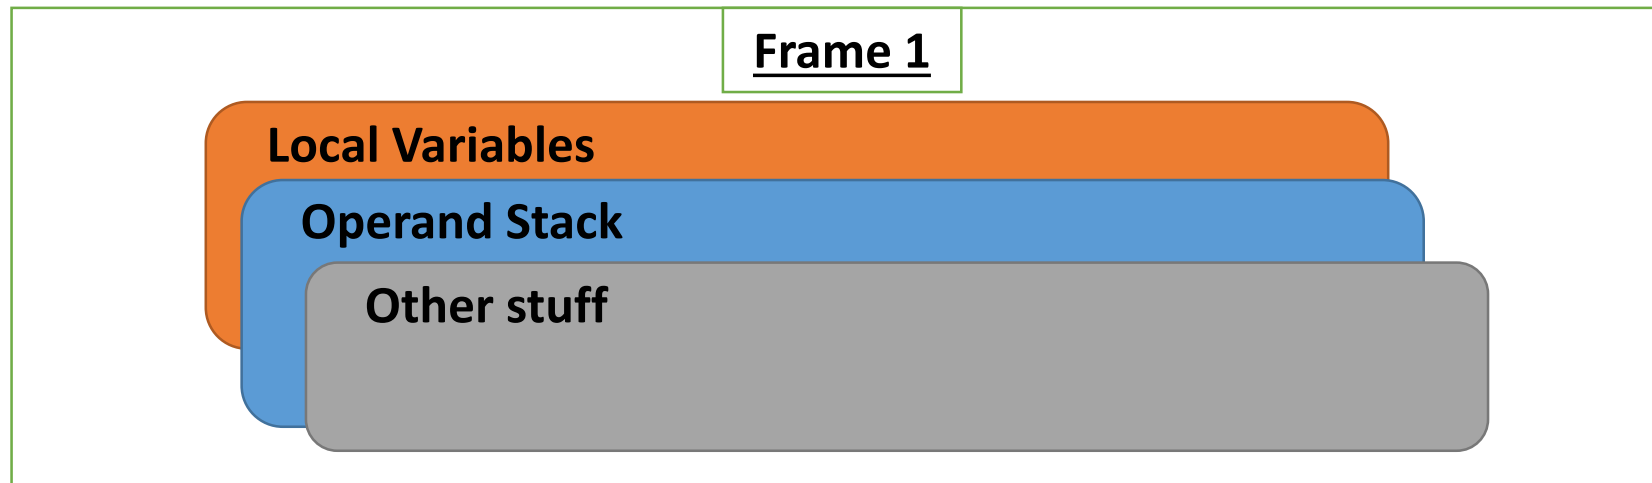 Frame 1
Local Variables
Operand Stack
Other stuff